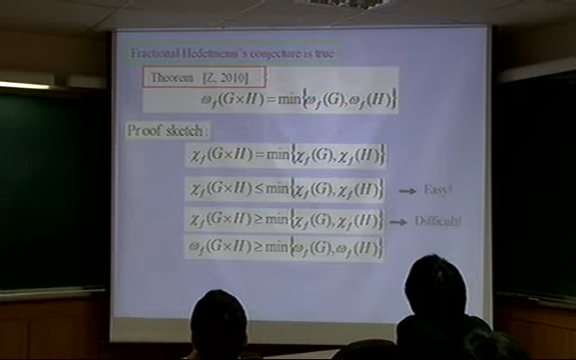 Fractional Hedetniemi's conjecture is true
Theorem [Z, 2010]
ω_f(G×H) = min{ω_f(G), ω_f(H)}
Proof sketch:
χ_f(G×H) = min{χ_f(G), χ_f(H)}
χ_f(G×H) ≤ min{χ_f(G), χ_f(H)} → Easy!
χ_f(G×H) ≥ min{χ_f(G), χ_f(H)} → Difficult!
ω_f(G×H) ≥ min{ω_f(G), ω_f(H)}